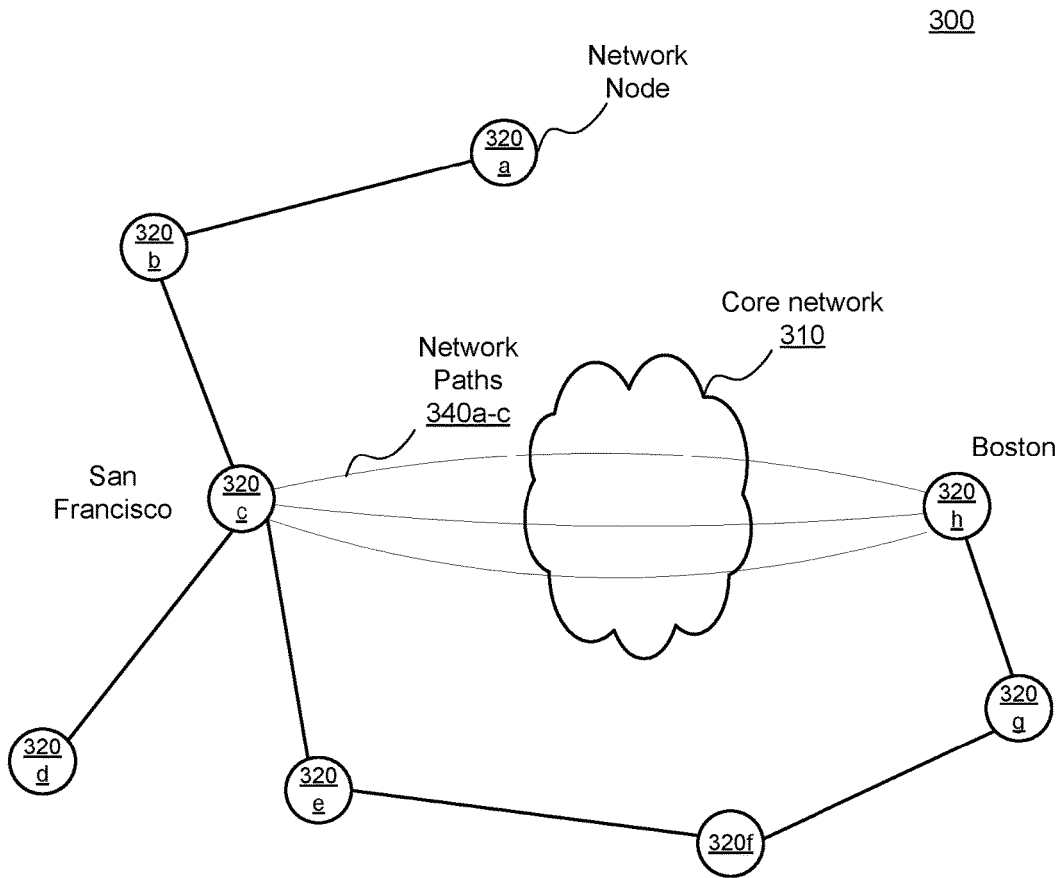 300
Network
Node
320
a
320
b
Core network
310
Network
Paths
340a-c
Boston
San
Francisco
320
c
320
h
320
g
320
d
320
e
320f